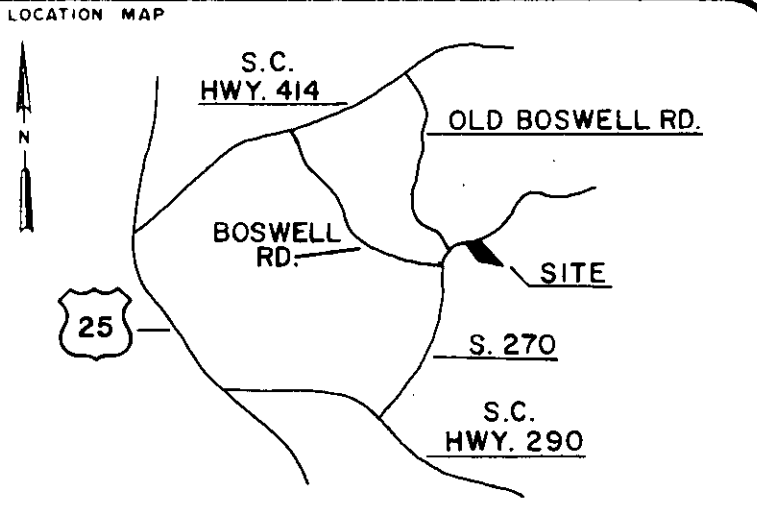 LOCATION MAP
N
S.C.
HWY. 414
OLD BOSWELL RD.
BOSWELL
RD.
SITE
25
S. 270
S.C.
HWY. 290